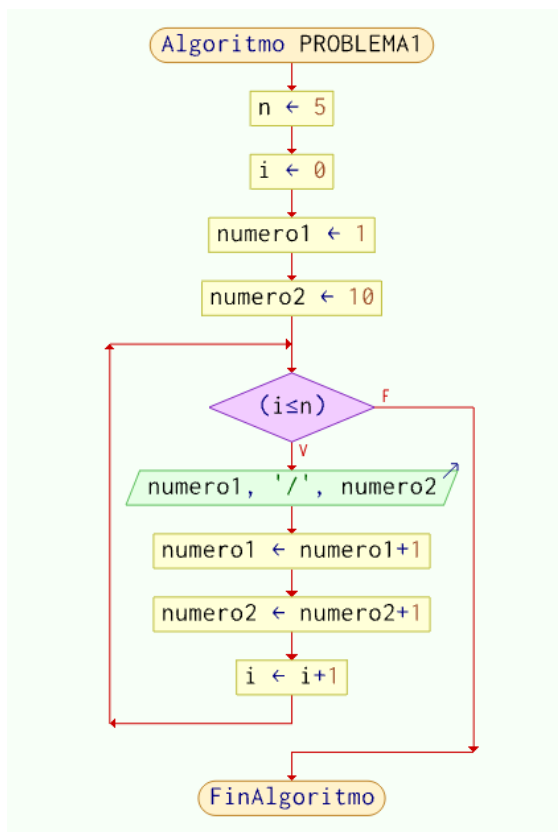 Algoritmo PROBLEMA1
n ← 5
i ← 0
numero1 ← 1
numero2 ← 10
(i≤n)
F
V
numero1, '/', numero2
numero1 ← numero1+1
numero2 ← numero2+1
i ← i+1
FinAlgoritmo